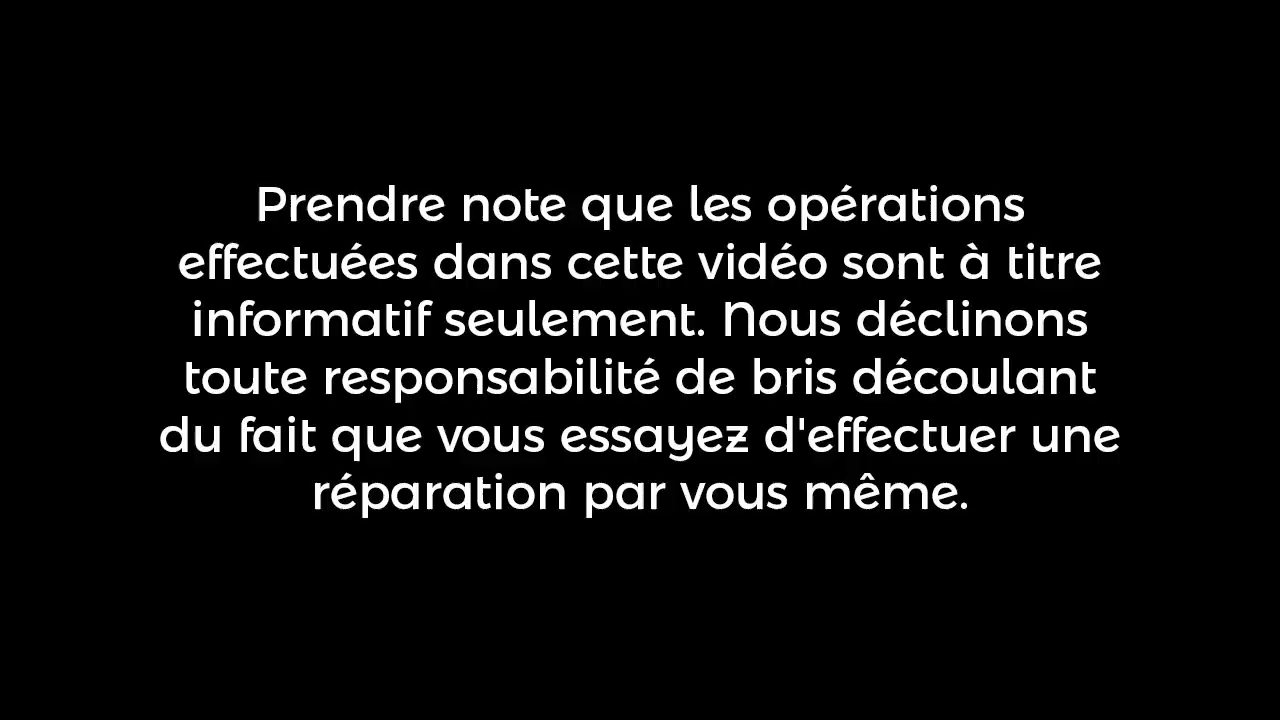 Prendre note que les opérations
effectuées dans cette vidéo sont à titre
informatif seulement. Nous déclinons
toute responsabilité de bris découlant
du fait que vous essayez d'effectuer une
réparation par vous même.